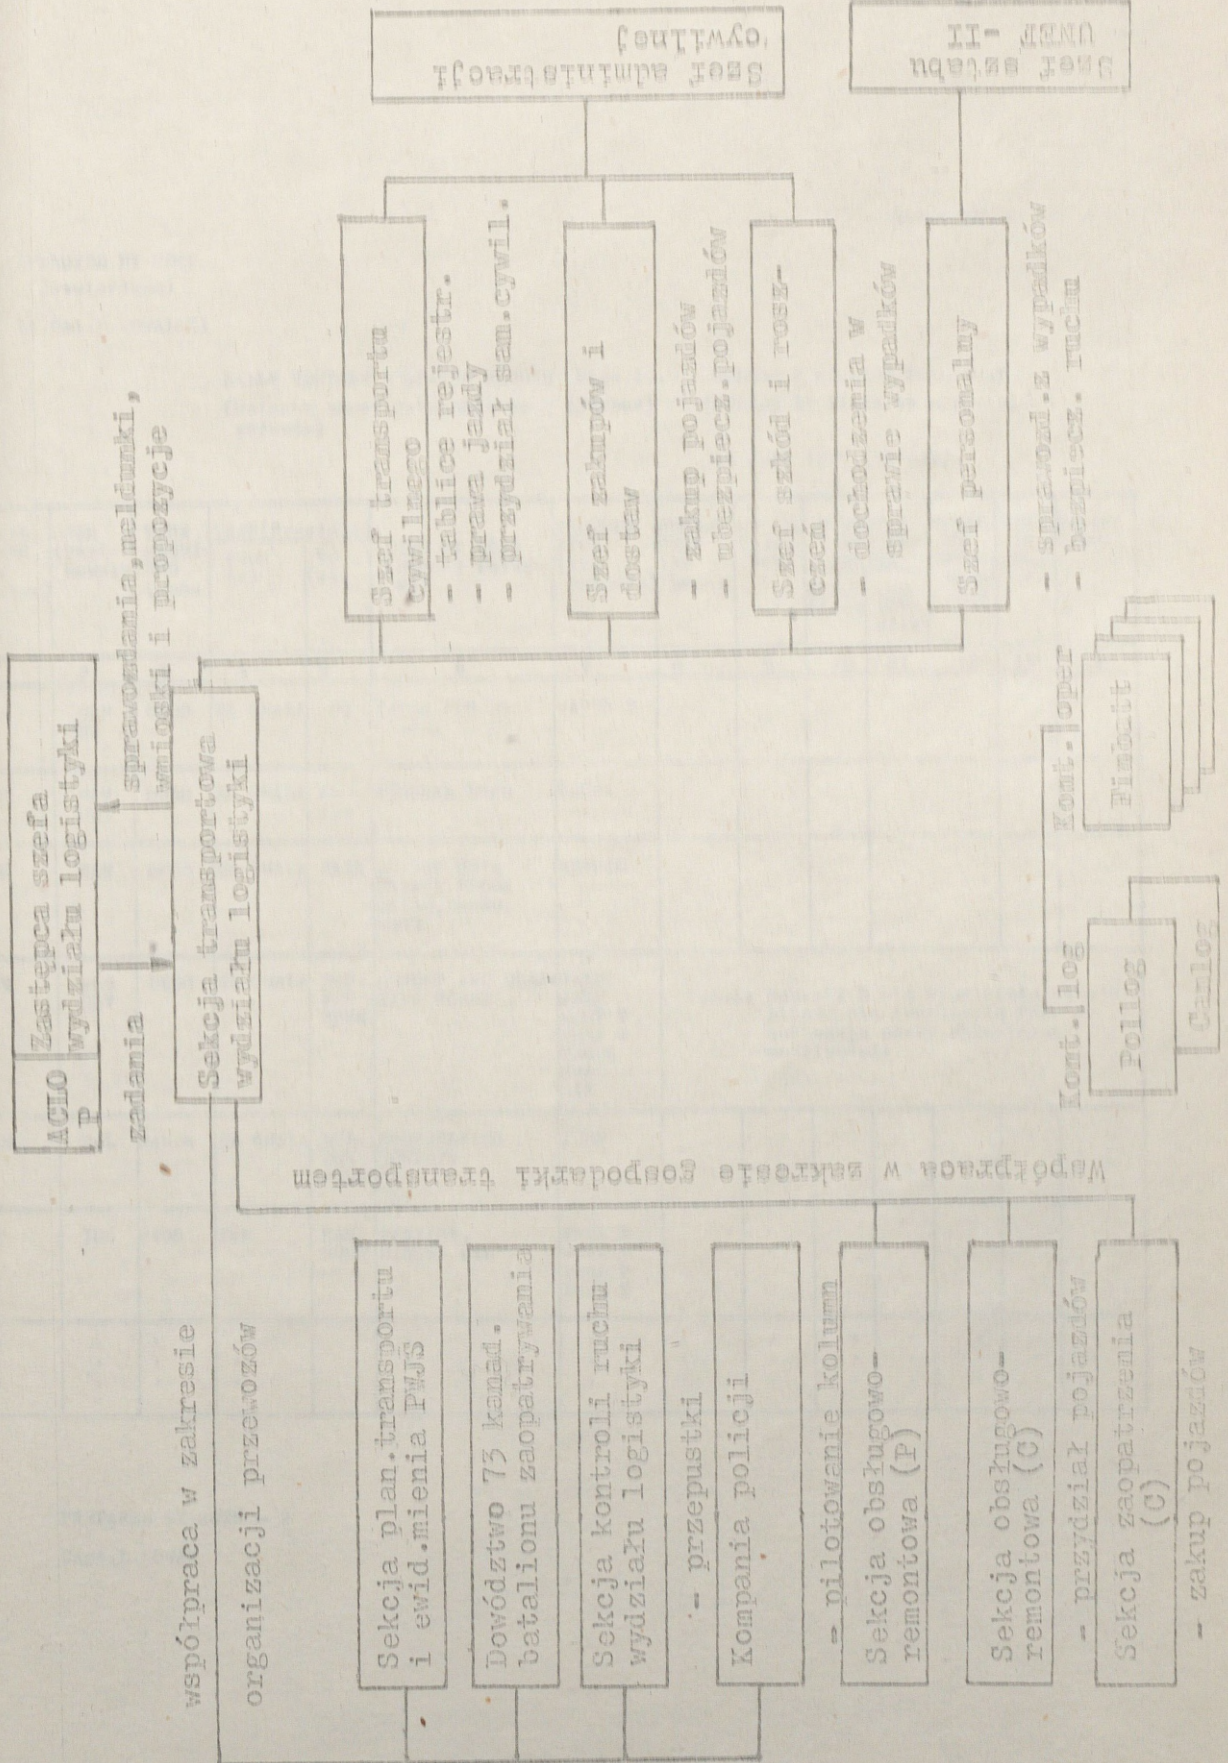 ACLO
P
Zastępca szefa
wydziału logistyki
zadania
sprawozdania,meldunki,
wnioski i propozycje
Sekcja transportowa
wydziału logistyki
współpraca w zakresie
organizacji przewozów
Sekcja plan.transportu
i ewid.mienia PWJS
Dowództwo 73 kanad.
batalionu zaopatrywania
Sekcja kontroli ruchu
wydziału logistyki
- przepustki
Kompania policji
- pilotowanie kolumn
Sekcja obsługowo-
remontowa (P)
Sekcja obsługowo-
remontowa (C)
- przydział pojazdów
Sekcja zaopatrzenia
(C)
- zakup pojazdów
Współpraca w zakresie gospodarki transportem
Kont. log
Pollog
Canlog
Kont. oper
Finbatt
Szef transportu
cywilnego
- tablice rejestr.
- prawa jazdy
- przydział sam.cywil.
Szef zakupów i
dostaw
- zakup pojazdów
- ubezpiecz.pojazdów
Szef szkód i rosz-
czeń
- dochodzenia w
sprawie wypadków
Szef personalny
- sprawozd.z wypadków
- bezpiecz. ruchu
Szef administracji
cywilnej
Szef sztabu
UNEF -II